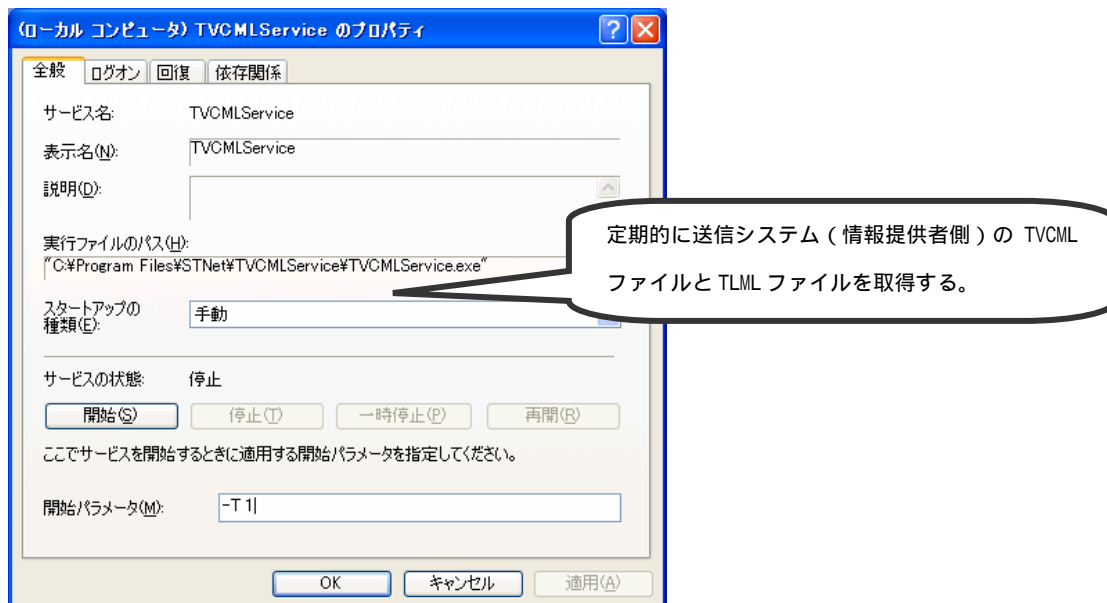 (ローカル コンピュータ) TVCMLService のプロパティ
全般 ログオン 回復 依存関係
サービス名: TVCMLService
表示名(N): TVCMLService
説明(D):
実行ファイルのパス(H):
"C:¥Program Files¥STNet¥TVCMLService¥TVCMLService.exe"
スタートアップの
種類(E): 手動
定期的に送信システム(情報提供者側)の TVCML
ファイルと TLML ファイルを取得する。
サービスの状態: 停止
開始(S) 停止(T) 一時停止(P) 再開(R)
ここでサービスを開始するときに適用する開始パラメータを指定してください。
開始パラメータ(M): -T 1
OK キャンセル 適用(A)